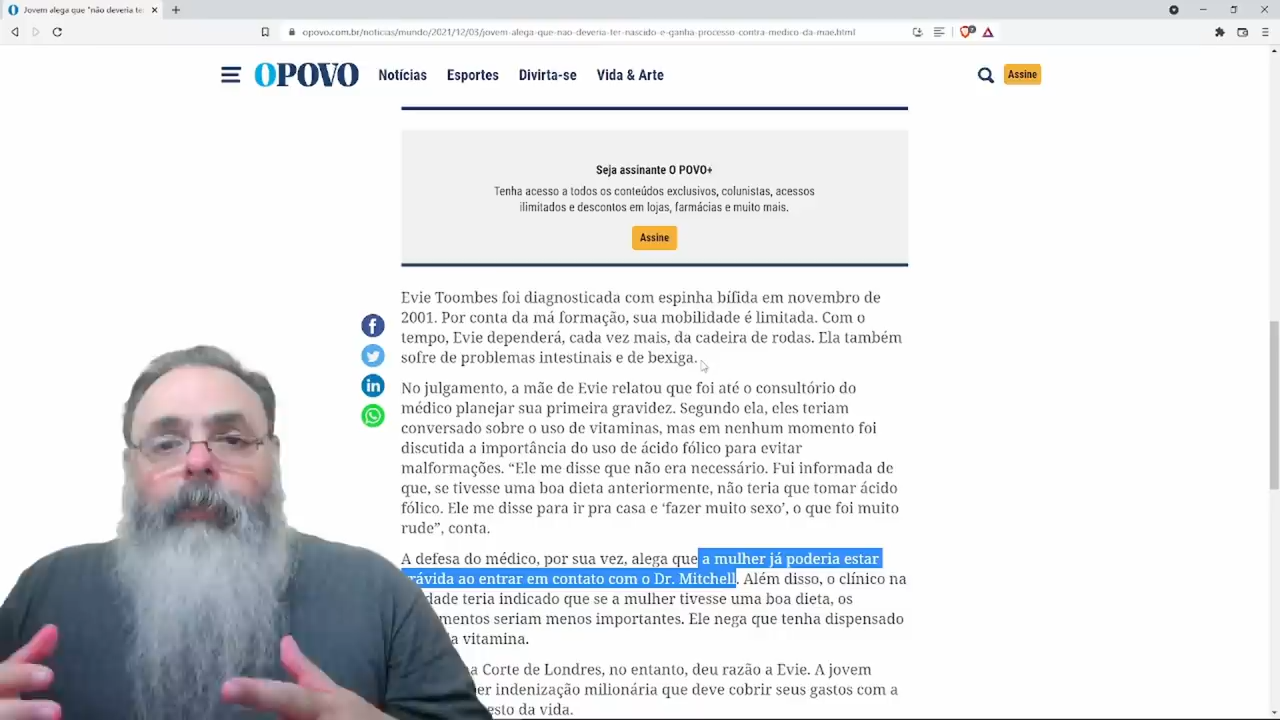 Jovem alega que "não deveria te
opovo.com.br/noticias/mundo/2021/12/03/jovem-alega-que-nao-deveria-ter-nascido-e-ganha-processo-contra-medico-da-mae.html
OPOVO Notícias Esportes Divirta-se Vida & Arte Assine
Seja assinante O POVO+
Tenha acesso a todos os conteúdos exclusivos, colunistas, acessos
ilimitados e descontos em lojas, farmácias e muito mais.
Assine
Evie Toombes foi diagnosticada com espinha bífida em novembro de
2001. Por conta da má formação, sua mobilidade é limitada. Com o
tempo, Evie dependerá, cada vez mais, da cadeira de rodas. Ela também
sofre de problemas intestinais e de bexiga.
No julgamento, a mãe de Evie relatou que foi até o consultório do
médico planejar sua primeira gravidez. Segundo ela, eles teriam
conversado sobre o uso de vitaminas, mas em nenhum momento foi
discutida a importância do uso de ácido fólico para evitar
malformações. “Ele me disse que não era necessário. Fui informada de
que, se tivesse uma boa dieta anteriormente, não teria que tomar ácido
fólico. Ele me disse para ir pra casa e ‘fazer muito sexo’, o que foi muito
rude”, conta.
A defesa do médico, por sua vez, alega que a mulher já poderia estar
rávida ao entrar em contato com o Dr. Mitchell. Além disso, o clínico na
dade teria indicado que se a mulher tivesse uma boa dieta, os
mentos seriam menos importantes. Ele nega que tenha dispensado
a vitamina.
na Corte de Londres, no entanto, deu razão a Evie. A jovem
er indenização milionária que deve cobrir seus gastos com a
esto da vida.